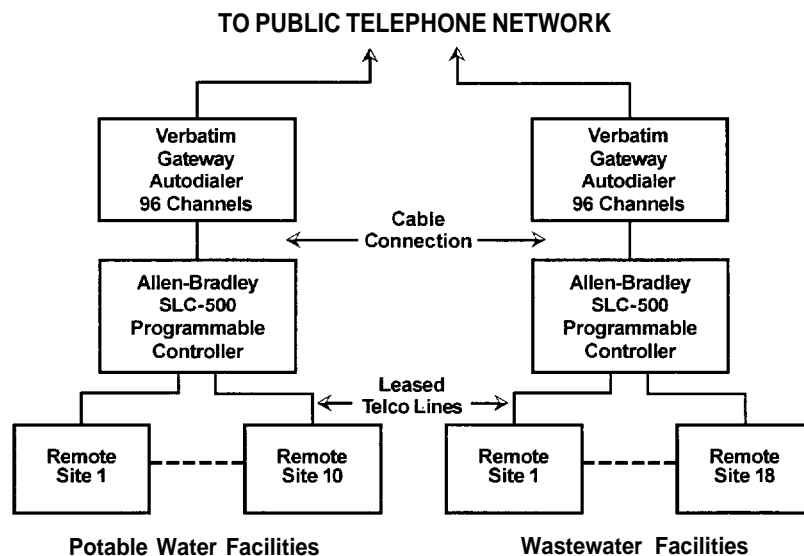 TO PUBLIC TELEPHONE NETWORK
Verbatim
Gateway
Autodialer
96 Channels
Verbatim
Gateway
Autodialer
96 Channels
Cable
Connection
Allen-Bradley
SLC-500
Programmable
Controller
Allen-Bradley
SLC-500
Programmable
Controller
Leased
Telco Lines
Remote
Site 1
Remote
Site 10
Remote
Site 1
Remote
Site 18
Potable Water Facilities
Wastewater Facilities